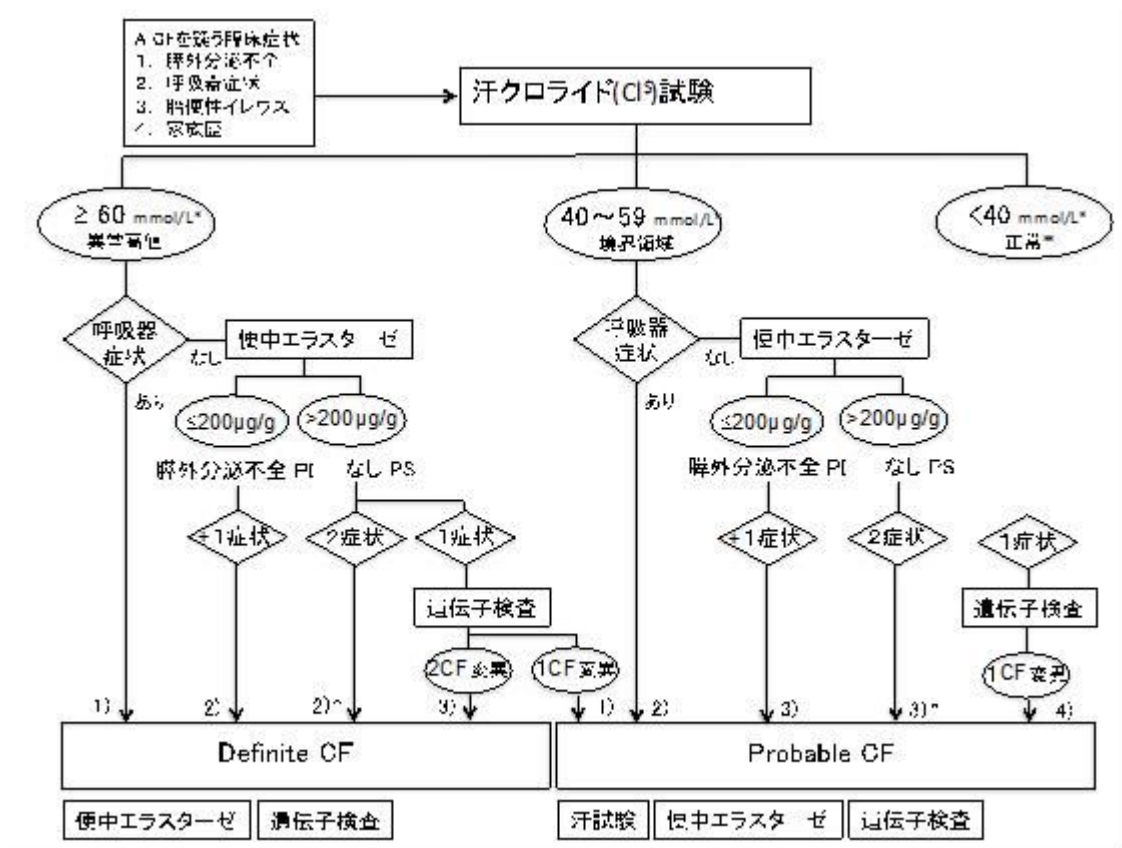 A CFを疑う臨床症状
1. 膵外分泌不全
2. 呼吸器症状
3. 胎便性イレウス
4. 家族歴
汗クロライド(Cl⁵)試験
≥ 60 mmol/L*
異常高値
40～59 mmol/L*
境界領域
<40 mmol/L*
正常*
呼吸器
症状
なし
便中エラスターゼ
あり
≤200μg/g
>200μg/g
膵外分泌不全 PI
なし PS
+1症状
2症状
1症状
遺伝子検査
2CF変異
1CF変異
呼吸器
症状
なし
便中エラスターゼ
あり
≤200μg/g
>200μg/g
膵外分泌不全 PI
なし PS
+1症状
2症状
1症状
遺伝子検査
1CF変異
1)
2)
2)^
3)
1)
2)
3)
3)^
4)
Definite CF
Probable CF
便中エラスターゼ
遺伝子検査
汗試験
便中エラスターゼ
遺伝子検査